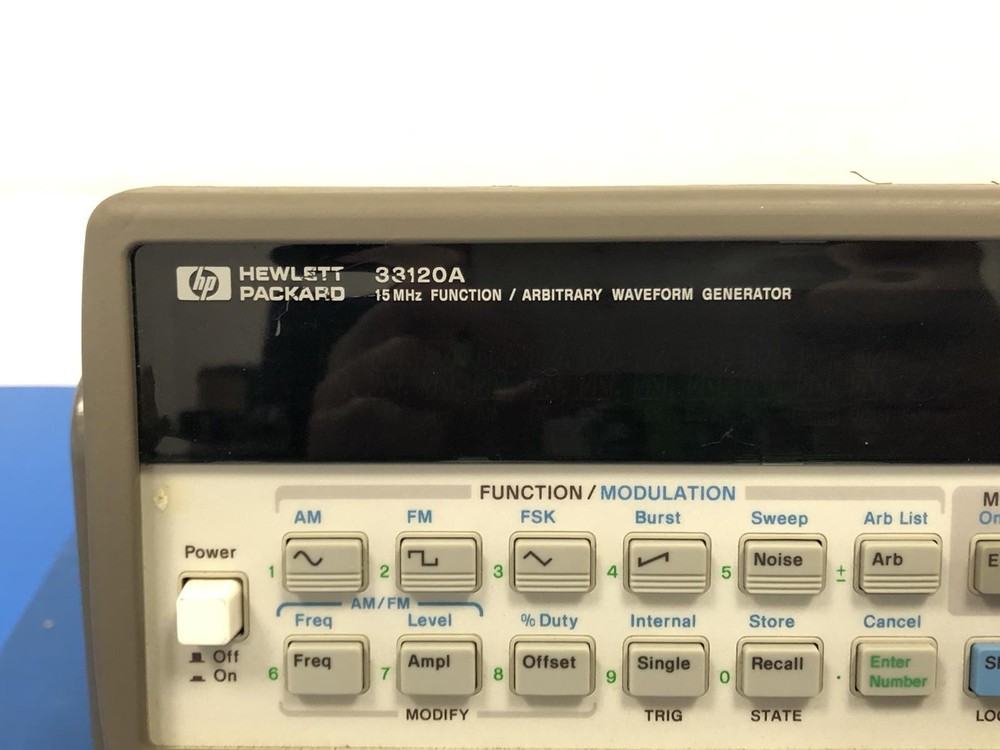 hp HEWLETT PACKARD
33120A
15 MHz FUNCTION / ARBITRARY WAVEFORM GENERATOR
FUNCTION / MODULATION
AM FM FSK Burst Sweep Arb List
Power
1 2 3 4 5 Noise ± Arb
AM/FM
Freq Level % Duty Internal Store Cancel
Off
On
6 Freq 7 Ampl 8 Offset 9 Single 0 Recall . Enter Number
MODIFY TRIG STATE